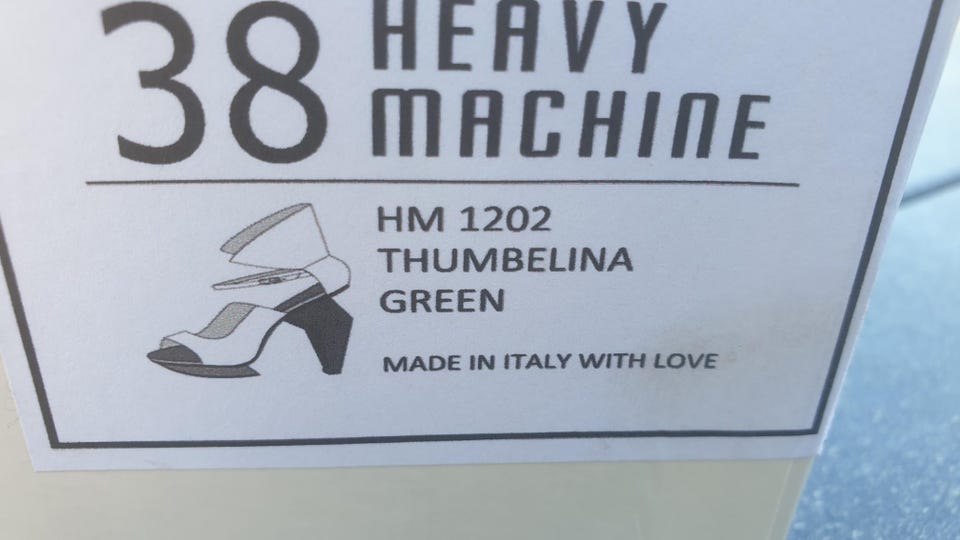 38
HEAVY
MACHINE
HM 1202
THUMBELINA
GREEN
MADE IN ITALY WITH LOVE